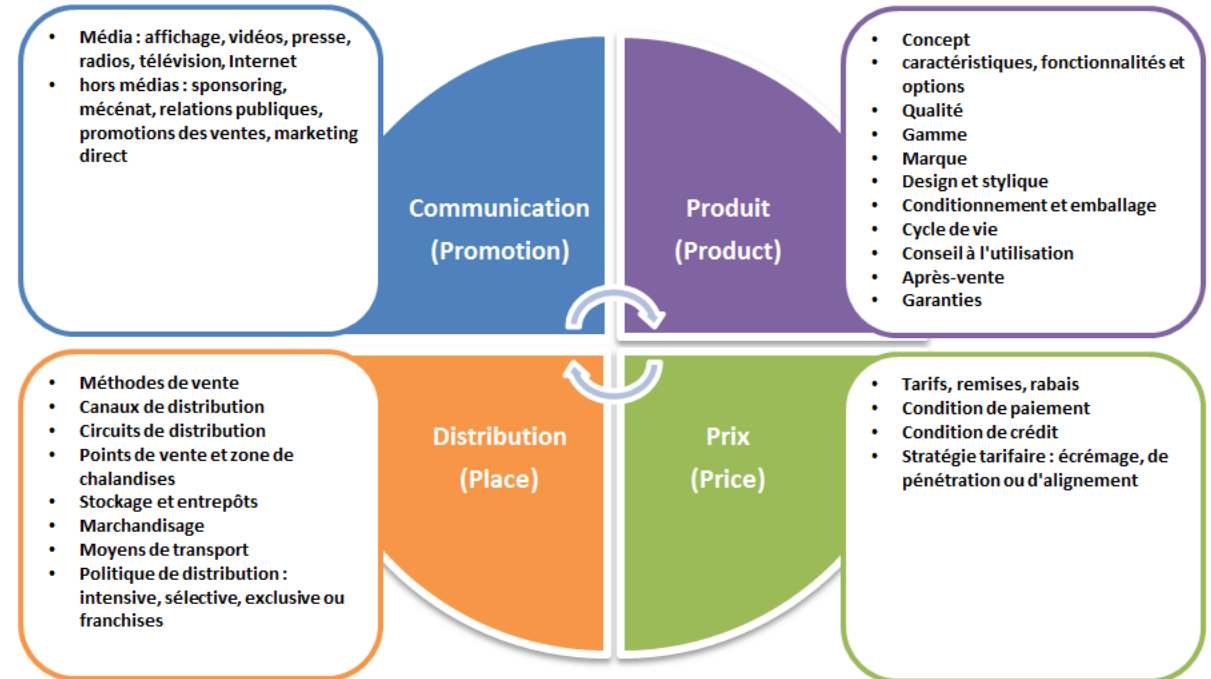 • Média : affichage, vidéos, presse,
radios, télévision, Internet
• hors médias : sponsoring,
mécénat, relations publiques,
promotions des ventes, marketing
direct
Communication
(Promotion)
Produit
(Product)
• Concept
• caractéristiques, fonctionnalités et
options
• Qualité
• Gamme
• Marque
• Design et stylique
• Conditionnement et emballage
• Cycle de vie
• Conseil à l'utilisation
• Après-vente
• Garanties
• Méthodes de vente
• Canaux de distribution
• Circuits de distribution
• Points de vente et zone de
chalandises
• Stockage et entrepôts
• Marchandisage
• Moyens de transport
• Politique de distribution :
intensive, sélective, exclusive ou
franchises
Distribution
(Place)
Prix
(Price)
• Tarifs, remises, rabais
• Condition de paiement
• Condition de crédit
• Stratégie tarifaire : écrémage, de
pénétration ou d'alignement